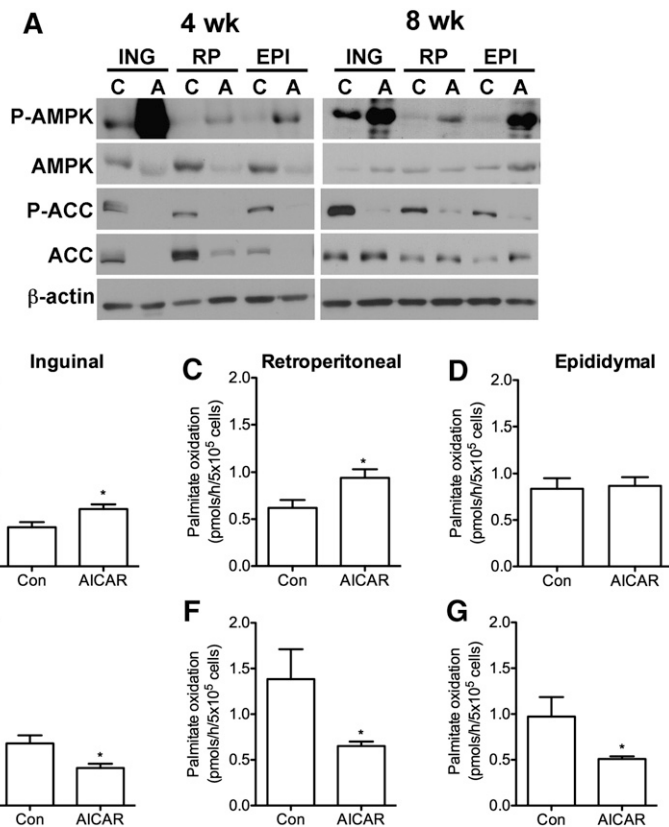 A
4 wk
8 wk
ING RP EPI ING RP EPI
C A C A C A C A C A C A
P-AMPK
AMPK
P-ACC
ACC
β-actin
Inguinal
C Retroperitoneal
D Epididymal
Palmitate oxidation
(pmols/h/5x10⁵ cells)
2.0
1.5
1.0
0.5
0.0
*
Con AICAR
Palmitate oxidation
(pmols/h/5x10⁵ cells)
2.0
1.5
1.0
0.5
0.0
*
Con AICAR
Con AICAR
F
G
Palmitate oxidation
(pmols/h/5x10⁵ cells)
2.0
1.5
1.0
0.5
0.0
*
Con AICAR
Palmitate oxidation
(pmols/h/5x10⁵ cells)
2.0
1.5
1.0
0.5
0.0
*
Con AICAR
*
Con AICAR